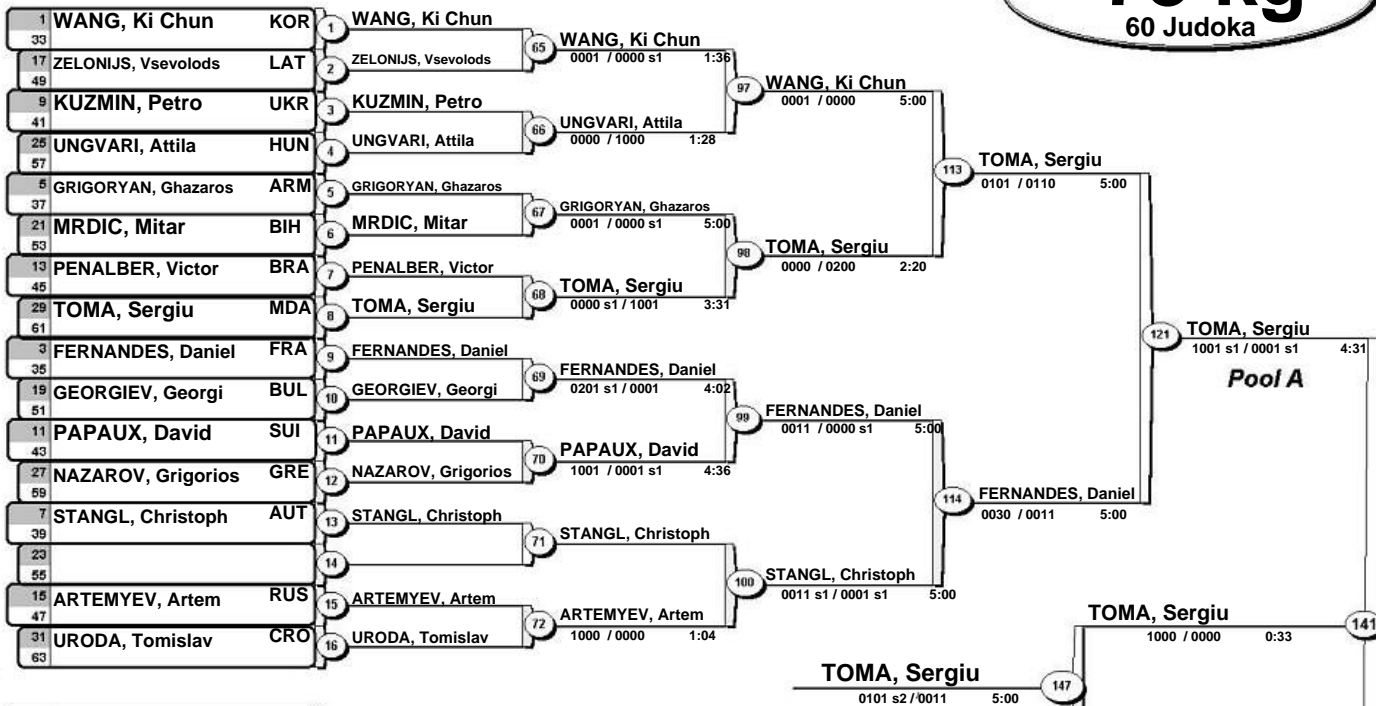 60 Judoka
1 WANG, Ki Chun KOR
33
17 ZELONIJS, Vsevolods LAT
49
9 KUZMIN, Petro UKR
41
25 UNGVARI, Attila HUN
57
5 GRIGORYAN, Ghazaros ARM
37
21 MRDIC, Mitar BIH
53
13 PENALBER, Victor BRA
45
29 TOMA, Sergiu MDA
61
3 FERNANDES, Daniel FRA
35
19 GEORGIEV, Georgi BUL
51
11 PAPAUX, David SUI
43
27 NAZAROV, Grigorios GRE
59
7 STANGL, Christoph AUT
39
23
55
15 ARTEMYEV, Artem RUS
47
31 URODA, Tomislav CRO
63
1 WANG, Ki Chun
2 ZELONIJS, Vsevolods
3 KUZMIN, Petro
4 UNGVARI, Attila
5 GRIGORYAN, Ghazaros
6 MRDIC, Mitar
7 PENALBER, Victor
8 TOMA, Sergiu
9 FERNANDES, Daniel
10 GEORGIEV, Georgi
11 PAPAUX, David
12 NAZAROV, Grigorios
13 STANGL, Christoph
14
15 ARTEMYEV, Artem
16 URODA, Tomislav
65 WANG, Ki Chun
0001 / 0000 s1 1:36
66 UNGVARI, Attila
0000 / 1000 1:28
67 GRIGORYAN, Ghazaros
0001 / 0000 s1 5:00
68 TOMA, Sergiu
0000 s1 / 1001 3:31
69 FERNANDES, Daniel
0201 s1 / 0001 4:02
70 PAPAUX, David
1001 / 0001 s1 4:36
71 STANGL, Christoph
72 ARTEMYEV, Artem
1000 / 0000 1:04
97 WANG, Ki Chun
0001 / 0000 5:00
98 TOMA, Sergiu
0000 / 0200 2:20
99 FERNANDES, Daniel
0011 / 0000 s1 5:00
100 STANGL, Christoph
0011 s1 / 0001 s1 5:00
113 TOMA, Sergiu
0101 / 0110 5:00
114 FERNANDES, Daniel
0030 / 0011 5:00
121 TOMA, Sergiu
1001 s1 / 0001 s1 4:31
Pool A
TOMA, Sergiu 141
1000 / 0000 0:33
TOMA, Sergiu 147
0101 s2 / 0011 5:00